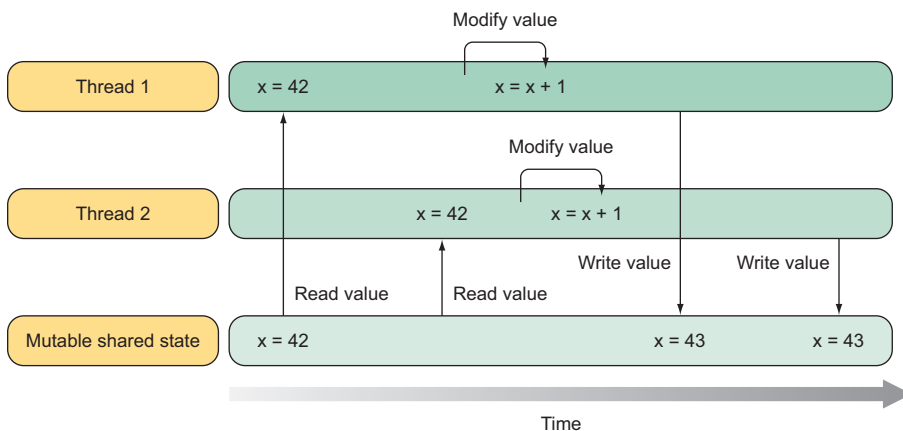 Modify value
Thread 1
x = 42
x = x + 1
Modify value
Thread 2
x = 42
x = x + 1
Write value
Write value
Read value
Read value
Mutable shared state
x = 42
x = 43
x = 43
Time